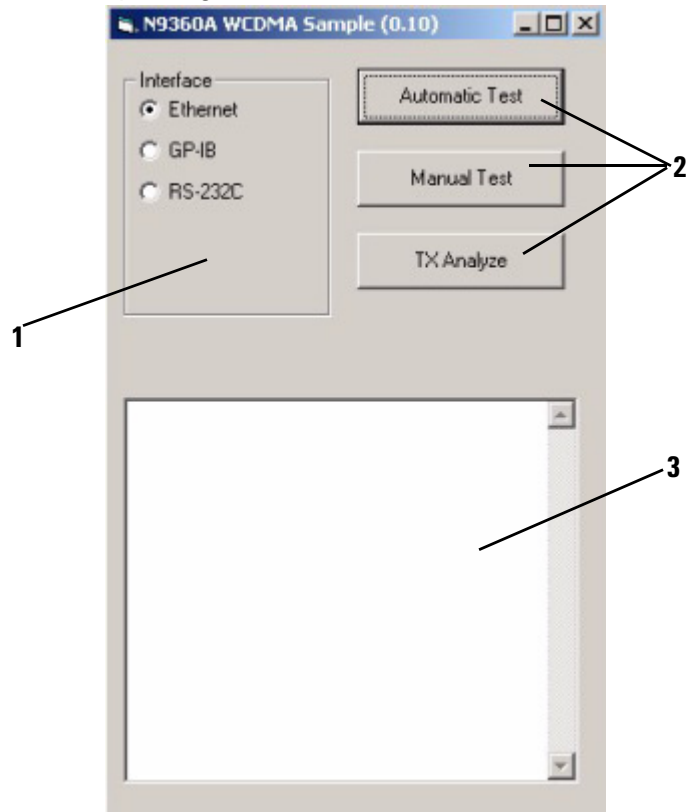 N9360A WCDMA Sample (0.10)
Interface
Ethernet
GP-IB
RS-232C
Automatic Test
Manual Test
TX Analyze
1
2
3